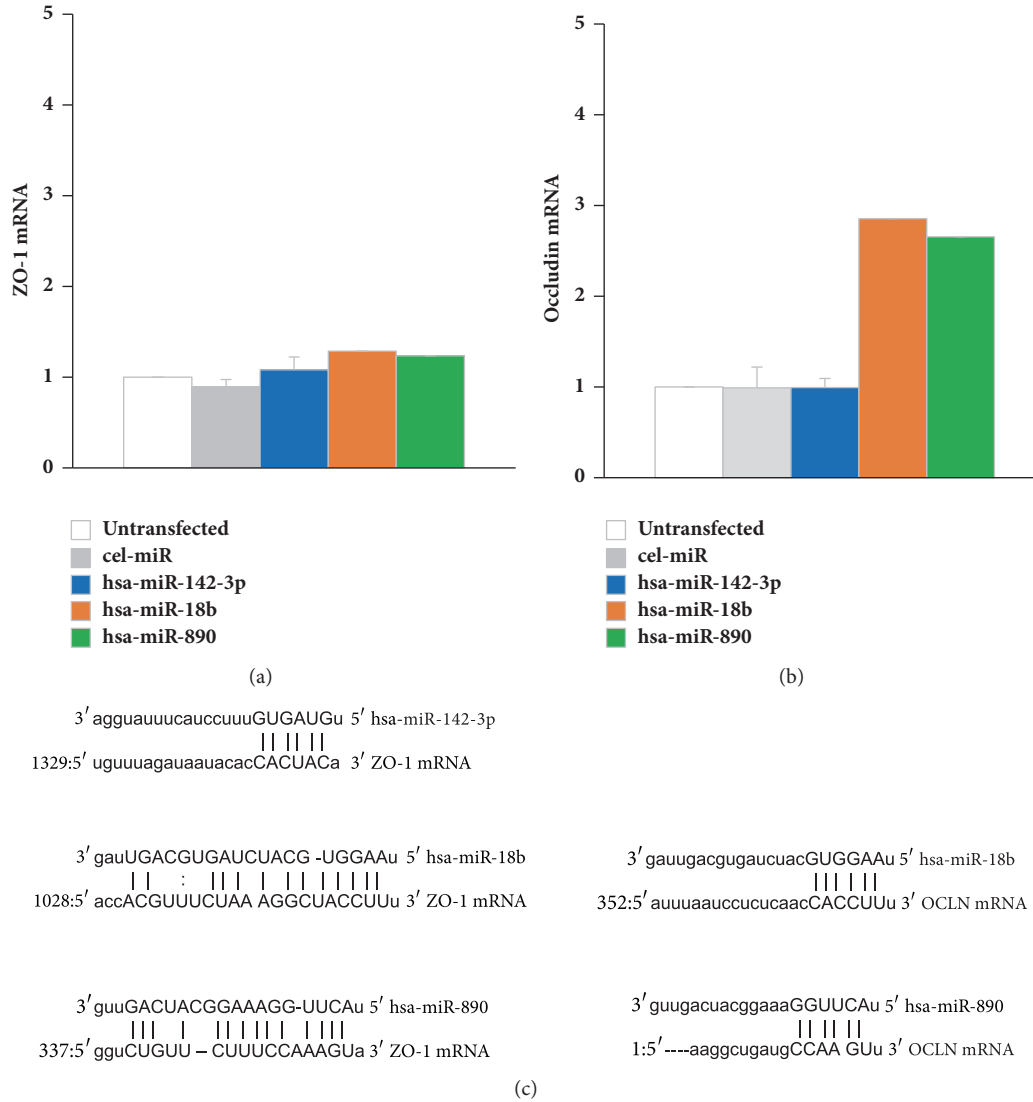 5
4
3
2
1
0
ZO-1 mRNA
Untransfected
cel-miR
hsa-miR-142-3p
hsa-miR-18b
hsa-miR-890
(a)
5
4
3
2
1
0
Occludin mRNA
Untransfected
cel-miR
hsa-miR-142-3p
hsa-miR-18b
hsa-miR-890
(b)
3′ agguauuucauccuuuGUGAUGu 5′ hsa-miR-142-3p
1329:5′ uguuuagauaauacacCACUACa 3′ ZO-1 mRNA
3′ gauUGACGUGAUCUACG -UGGAAu 5′ hsa-miR-18b
1028:5′ accACGUUUCUAA AGGCUACCUUu 3′ ZO-1 mRNA
3′ guuGACUACGGAAAGG-UUCAu 5′ hsa-miR-890
337:5′ gguCUGUU – CUUUCCAAAGUa 3′ ZO-1 mRNA
3′ gauugacgugaucuacGUGGAAu 5′ hsa-miR-18b
352:5′ auuuaauccucucaacCACCUUu 3′ OCLN mRNA
3′ guugacuacggaaaGGUUCAu 5′ hsa-miR-890
1:5′ ----aaggcugaugCCAA GUu 3′ OCLN mRNA
(c)